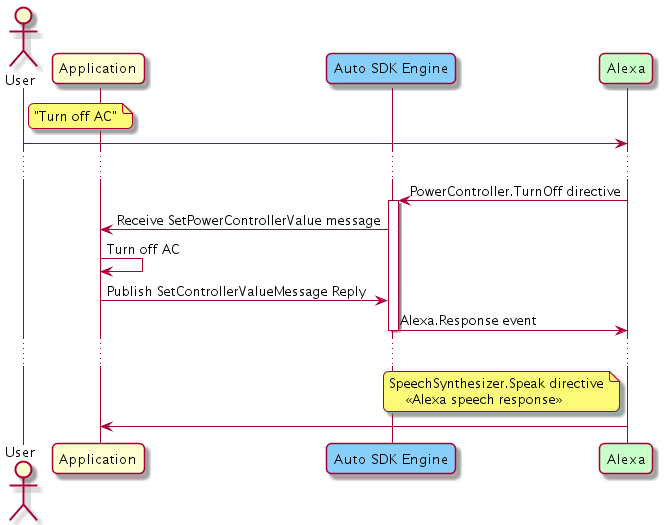 User
Application
Auto SDK Engine
Alexa
"Turn off AC"
PowerController.TurnOff directive
Receive SetPowerControllerValue message
Turn off AC
Publish SetControllerValueMessage Reply
Alexa.Response event
SpeechSynthesizer.Speak directive
«Alexa speech response»
User
Application
Auto SDK Engine
Alexa